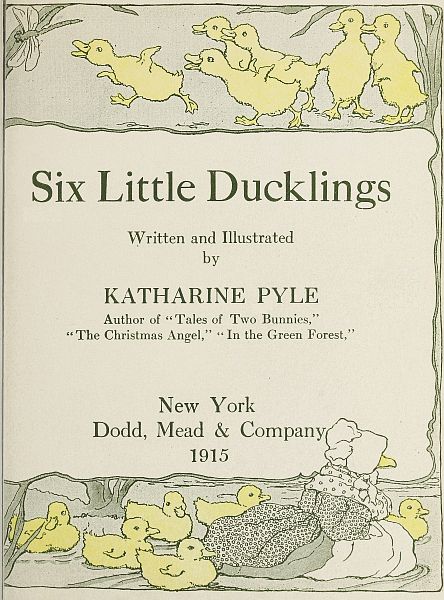 Six Little Ducklings
Written and Illustrated
by
KATHARINE PYLE
Author of "Tales of Two Bunnies,"
"The Christmas Angel," "In the Green Forest,"
New York
Dodd, Mead & Company
1915